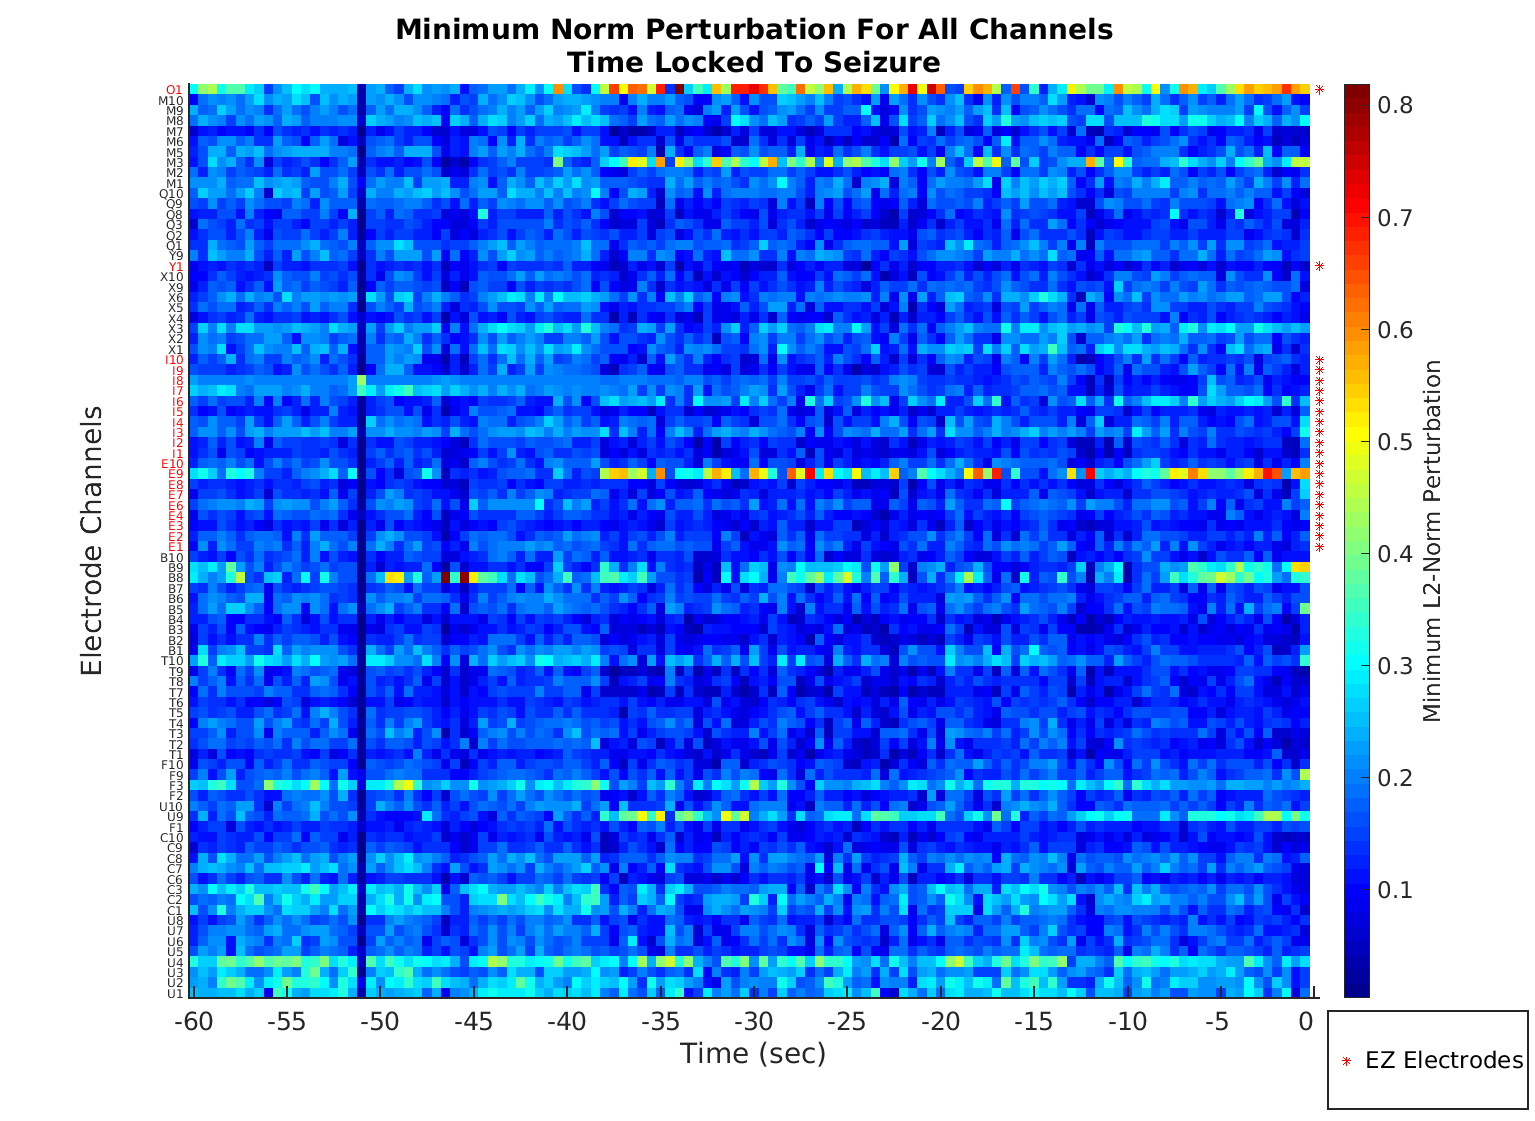 Minimum Norm Perturbation For All Channels
Time Locked To Seizure
Electrode Channels
O1
M10
M9
M8
M7
M6
M5
M3
M2
M1
Q10
Q9
Q8
Q3
Q2
Q1
Y9
Y1
X10
X9
X6
X5
X4
X3
X2
X1
I10
I9
I8
I7
I6
I5
I4
I3
I2
I1
E10
E9
E8
E7
E6
E4
E3
E2
E1
B10
B9
B8
B7
B6
B5
B4
B3
B2
B1
T10
T9
T8
T7
T6
T5
T4
T3
T2
T1
F10
F9
F3
F2
U10
U9
F1
C10
C9
C8
C7
C6
C3
C2
C1
U8
U7
U6
U5
U4
U3
U2
U1
-60 -55 -50 -45 -40 -35 -30 -25 -20 -15 -10 -5 0
Time (sec)
0.8
0.7
0.6
0.5
0.4
0.3
0.2
0.1
Minimum L2-Norm Perturbation
EZ Electrodes